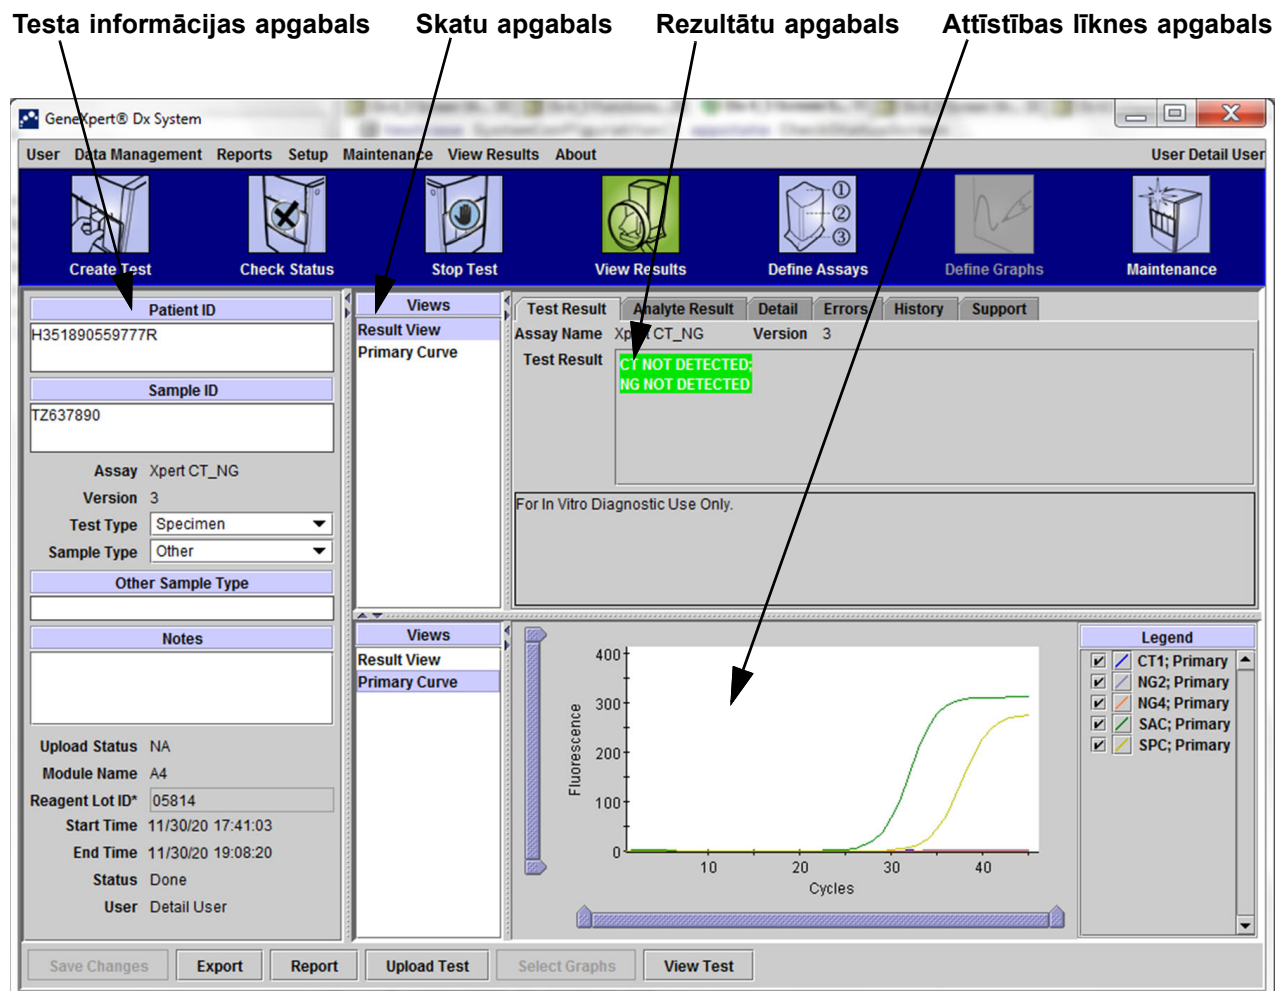 Testa informācijas apgabals Skatu apgabals Rezultātu apgabals Attīstības līknes apgabals
GeneXpert® Dx System
User Data Management Reports Setup Maintenance View Results About User Detail User
Create Test Check Status Stop Test View Results Define Assays Define Graphs Maintenance
Patient ID
H351890559777R
Sample ID
TZ637890
Assay Xpert CT_NG
Version 3
Test Type Specimen
Sample Type Other
Other Sample Type
Notes
Upload Status NA
Module Name A4
Reagent Lot ID* 05814
Start Time 11/30/20 17:41:03
End Time 11/30/20 19:08:20
Status Done
User Detail User
Views
Result View
Primary Curve
Test Result Analyte Result Detail Errors History Support
Assay Name Xpert CT_NG Version 3
Test Result CT NOT DETECTED;
NG NOT DETECTED
For In Vitro Diagnostic Use Only.
Views
Result View
Primary Curve
400
300
200
100
0
Fluorescence
10 20 30 40
Cycles
Legend
CT1; Primary
NG2; Primary
NG4; Primary
SAC; Primary
SPC; Primary
Save Changes Export Report Upload Test Select Graphs View Test